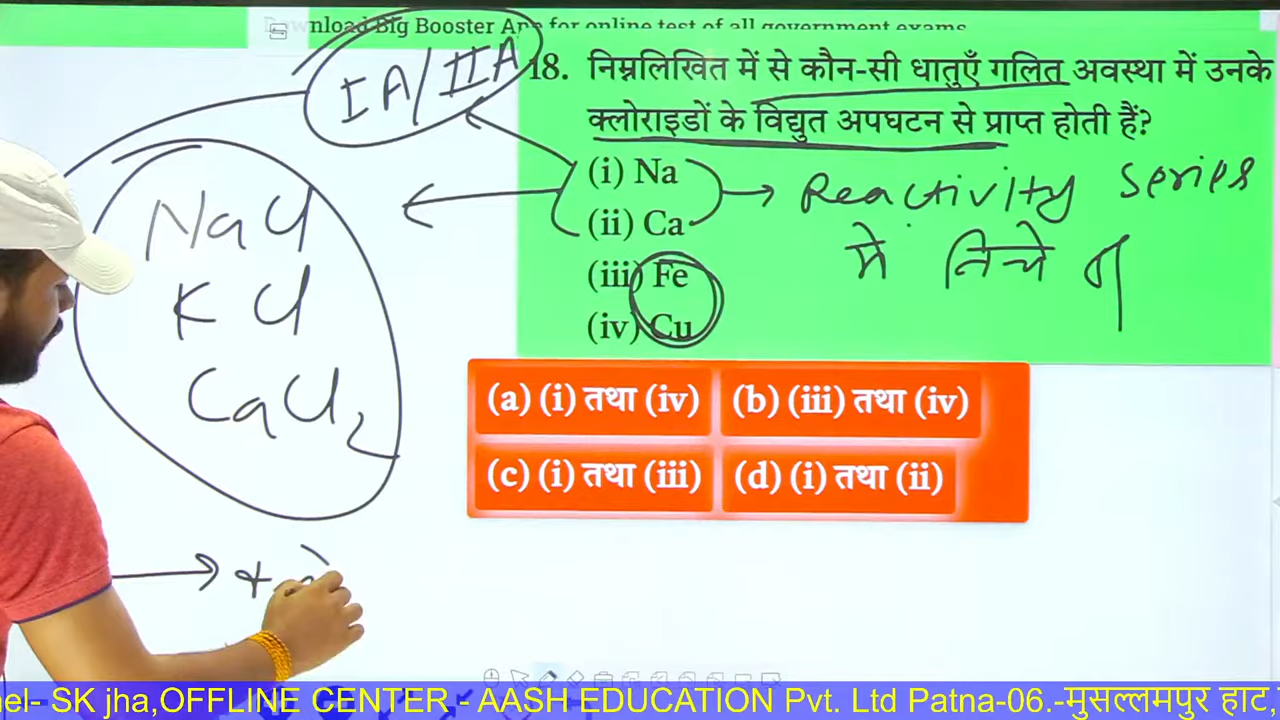 Download Big Booster App for online test of all government exams
IA/IIA
18. निम्नलिखित में से कौन-सी धातुएँ गलित अवस्था में उनके
क्लोराइडों के विद्युत अपघटन से प्राप्त होती हैं?
(i) Na
(ii) Ca
(iii) Fe
(iv) Cu
Reactivity Series
में निचे
NaCl
KCl
CaCl2
(a) (i) तथा (iv)
(b) (iii) तथा (iv)
(c) (i) तथा (iii)
(d) (i) तथा (ii)
nel- SK jha,OFFLINE CENTER - AASH EDUCATION Pvt. Ltd Patna-06.-मुसल्लमपुर हाट,